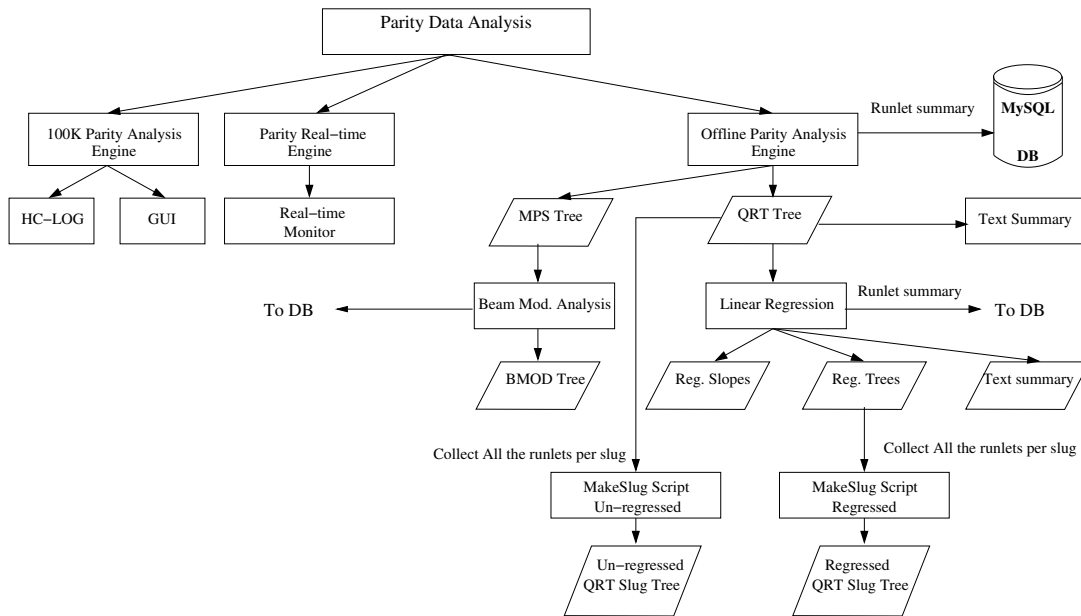 Parity Data Analysis
Runlet summary
MySQL
DB
100K Parity Analysis
Engine
Parity Real−time
Engine
Offline Parity Analysis
Engine
HC−LOG
GUI
Real−time
Monitor
MPS Tree
QRT Tree
Text Summary
To DB
Beam Mod. Analysis
Linear Regression
Runlet summary
To DB
BMOD Tree
Reg. Slopes
Reg. Trees
Text summary
Collect All the runlets per slug
Collect All the runlets per slug
MakeSlug Script
Un−regressed
MakeSlug Script
Regressed
Un−regressed
QRT Slug Tree
Regressed
QRT Slug Tree